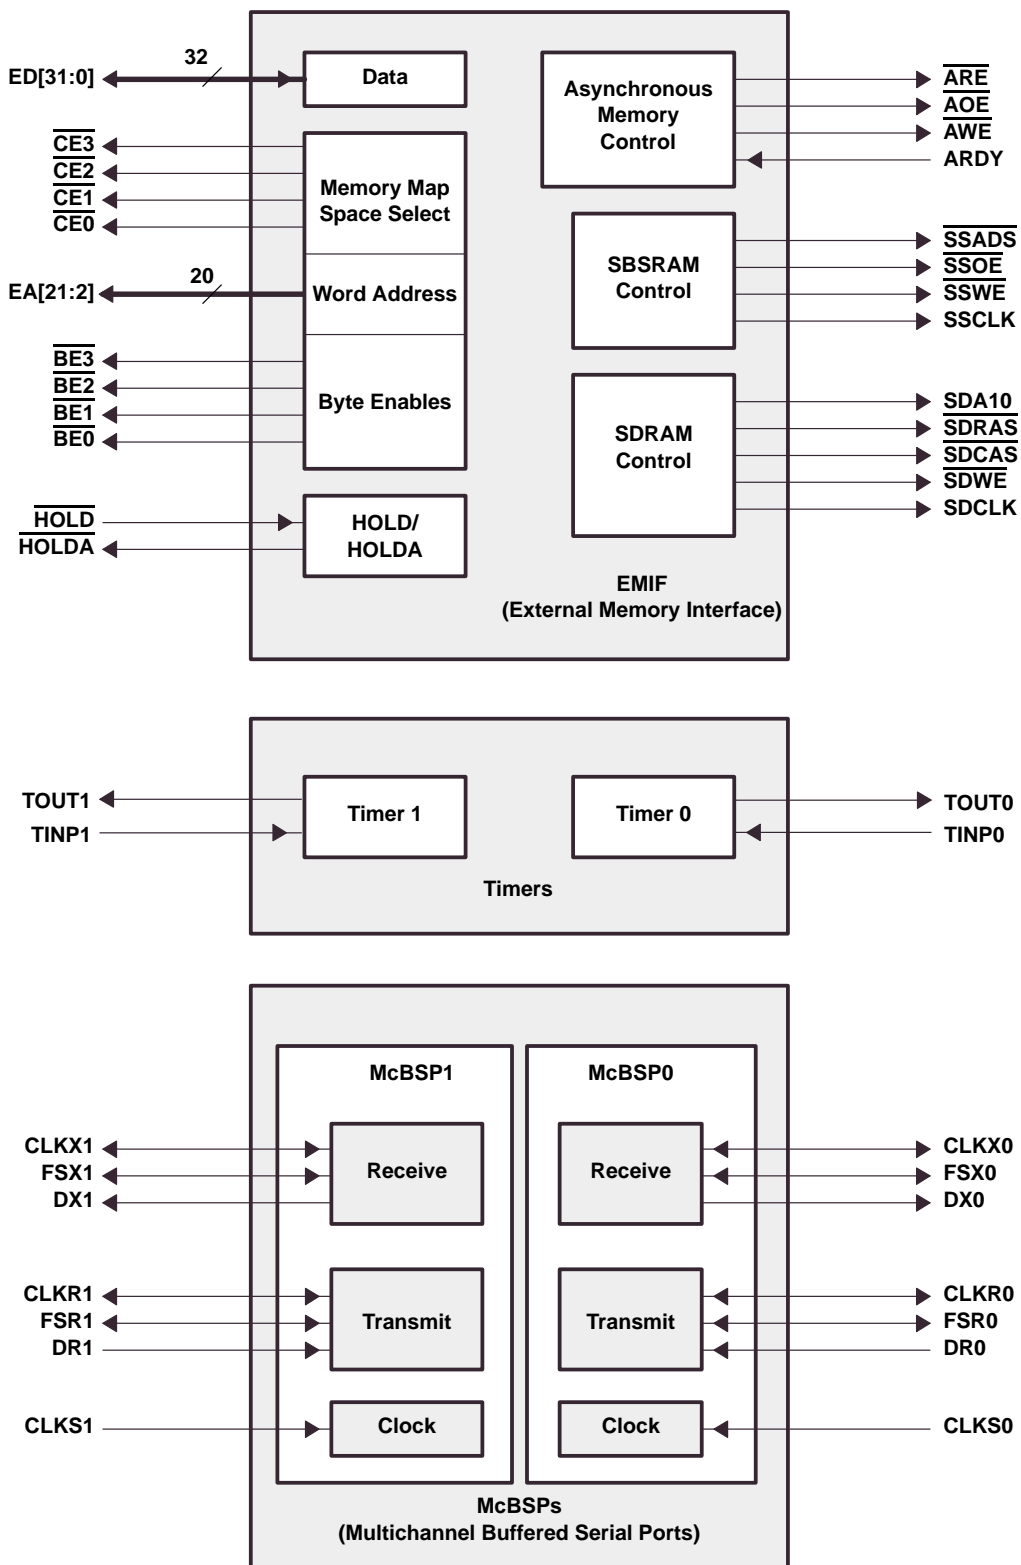 32
ED[31:0]
Data
CE3
CE2
CE1
CE0
Memory Map
Space Select
20
EA[21:2]
Word Address
BE3
BE2
BE1
BE0
Byte Enables
HOLD
HOLDA
HOLD/
HOLDA
Asynchronous
Memory
Control
ARE
AOE
AWE
ARDY
SBSRAM
Control
SSADS
SSOE
SSWE
SSCLK
SDRAM
Control
SDA10
SDRAS
SDCAS
SDWE
SDCLK
EMIF
(External Memory Interface)
TOUT1
TINP1
Timer 1
Timer 0
TOUT0
TINP0
Timers
McBSP1
McBSP0
CLKX1
FSX1
DX1
Receive
Receive
CLKX0
FSX0
DX0
CLKR1
FSR1
DR1
Transmit
Transmit
CLKR0
FSR0
DR0
CLKS1
Clock
Clock
CLKS0
McBSPs
(Multichannel Buffered Serial Ports)